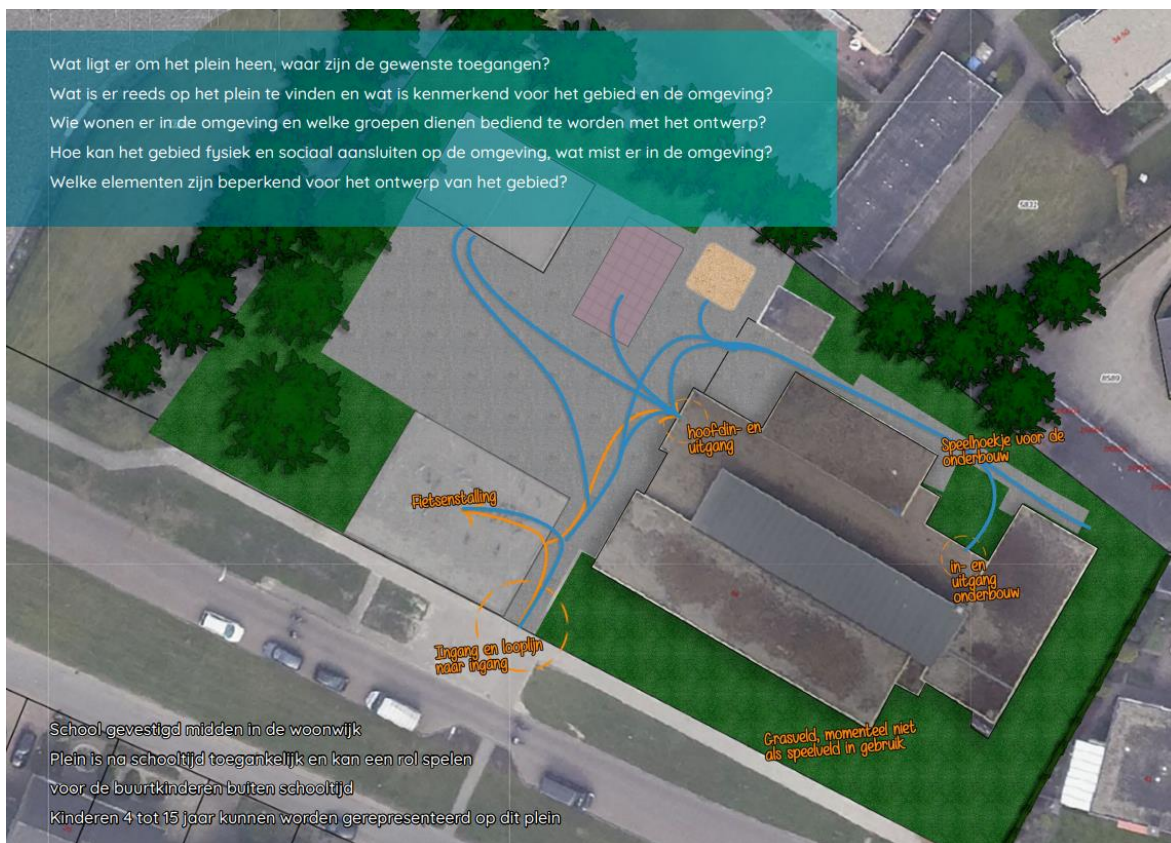 Wat ligt er om het plein heen, waar zijn de gewenste toegangen?
Wat is er reeds op het plein te vinden en wat is kenmerkend voor het gebied en de omgeving?
Wie wonen er in de omgeving en welke groepen dienen bediend te worden met het ontwerp?
Hoe kan het gebied fysiek en sociaal aansluiten op de omgeving, wat mist er in de omgeving?
Welke elementen zijn beperkend voor het ontwerp van het gebied?
hoofdin- en
uitgang
Speelhoekje voor de
onderbouw
Fietsenstalling
in- en
uitgang
onderbouw
Ingang en looplijn
naar ingang
Grasveld, momenteel niet
als speelveld in gebruik
School gevestigd midden in de woonwijk
Plein is na schooltijd toegankelijk en kan een rol spelen
voor de buurtkinderen buiten schooltijd
Kinderen 4 tot 15 jaar kunnen worden gerepresenteerd op dit plein